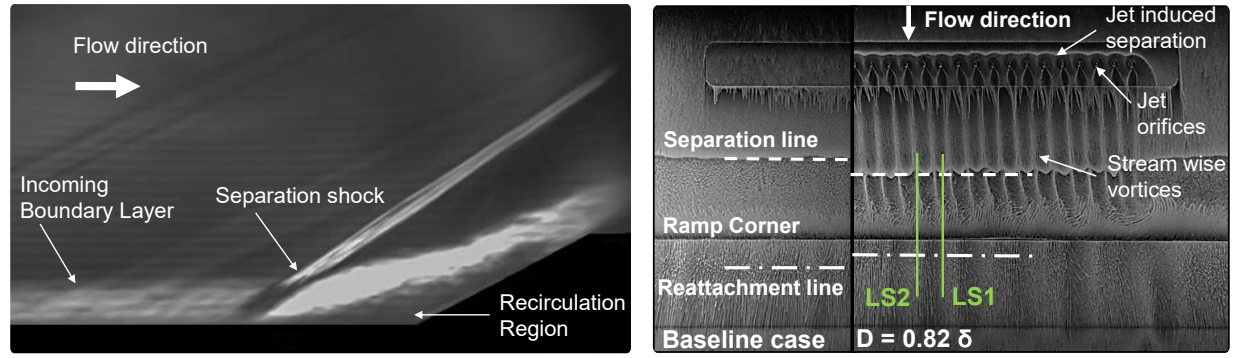 Flow direction
Incoming
Boundary Layer
Separation shock
Recirculation
Region
Flow direction
Jet induced
separation
Jet
orifices
Separation line
Stream wise
vortices
Ramp Corner
Reattachment line
LS2
LS1
Baseline case
D = 0.82 δ